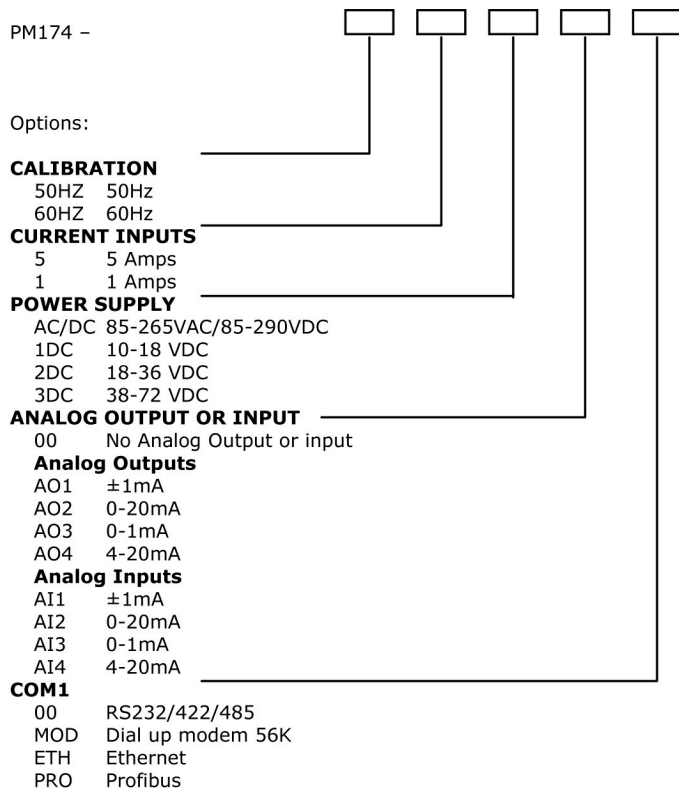 PM174 –
Options:
CALIBRATION
50HZ 50Hz
60HZ 60Hz
CURRENT INPUTS
5 5 Amps
1 1 Amps
POWER SUPPLY
AC/DC 85-265VAC/85-290VDC
1DC 10-18 VDC
2DC 18-36 VDC
3DC 38-72 VDC
ANALOG OUTPUT OR INPUT
00 No Analog Output or input
Analog Outputs
AO1 ±1mA
AO2 0-20mA
AO3 0-1mA
AO4 4-20mA
Analog Inputs
AI1 ±1mA
AI2 0-20mA
AI3 0-1mA
AI4 4-20mA
COM1
00 RS232/422/485
MOD Dial up modem 56K
ETH Ethernet
PRO Profibus